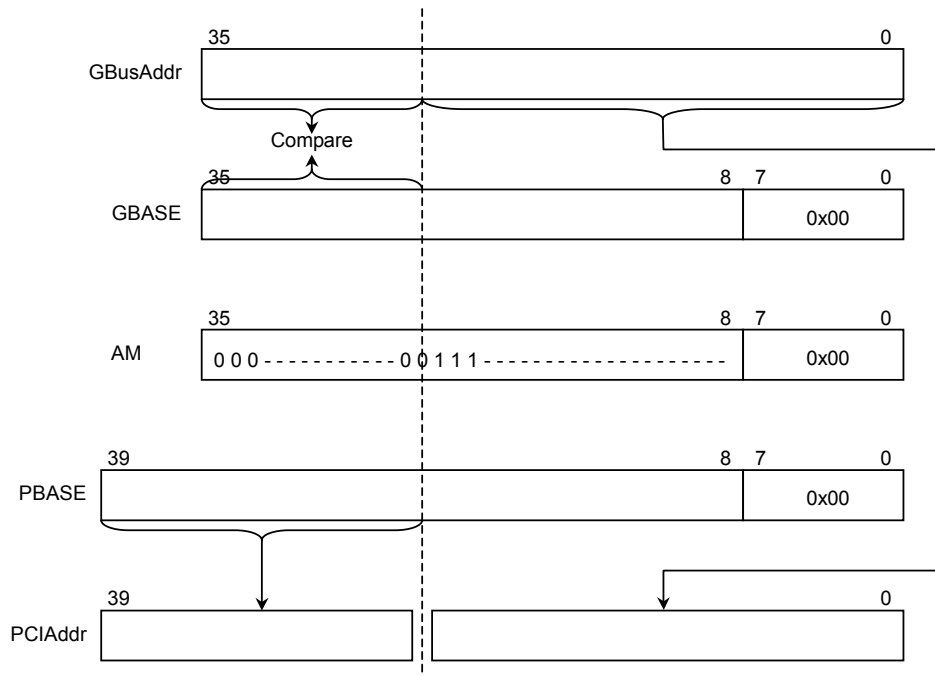 35 0
GBusAddr
Compare
35 8 7 0
GBASE 0x00
35 8 7 0
AM 0 0 0 - - - - - - - - - - - 0 0 1 1 1 - - - - - - - - - - - - - - - - - - - - 0x00
39 8 7 0
PBASE 0x00
39 0
PCIAddr